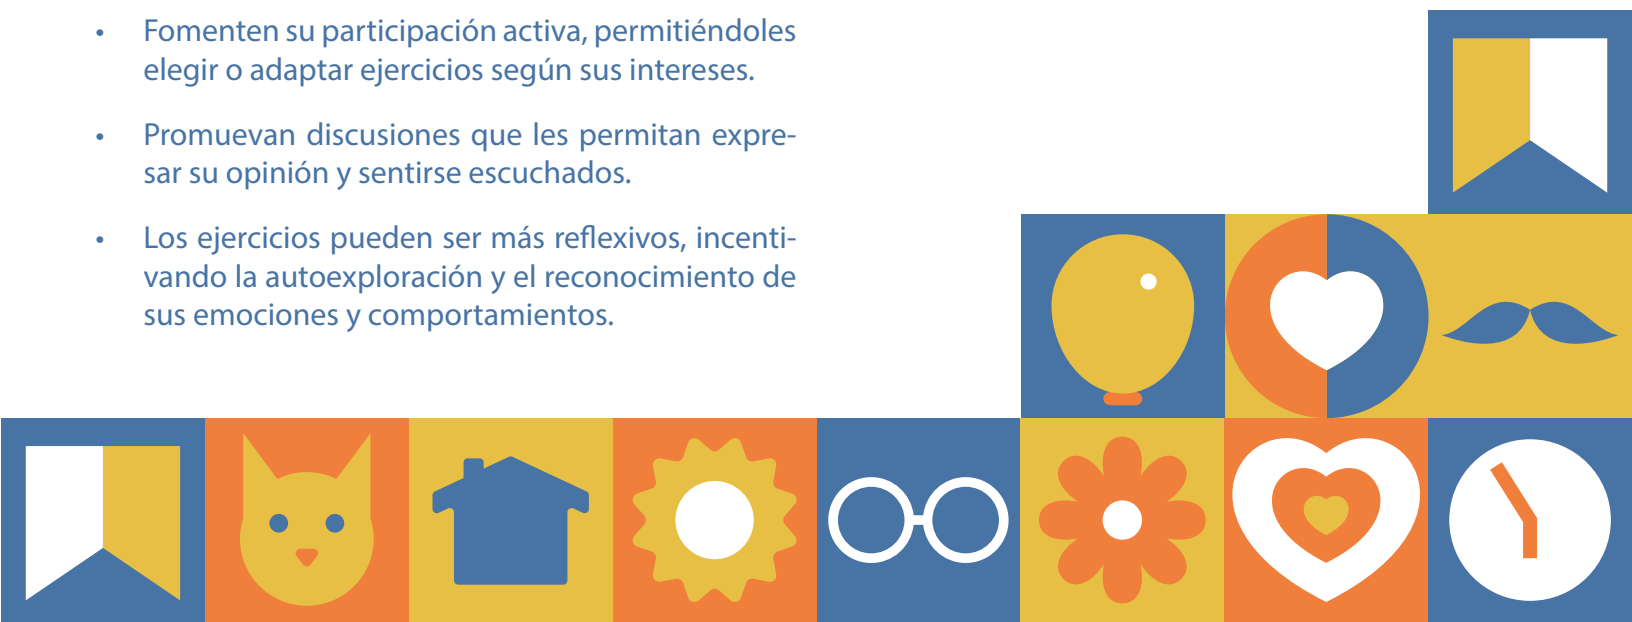 • Fomenten su participación activa, permitiéndoles
elegir o adaptar ejercicios según sus intereses.
• Promuevan discusiones que les permitan expre-
sar su opinión y sentirse escuchados.
• Los ejercicios pueden ser más reflexivos, incenti-
vando la autoexploración y el reconocimiento de
sus emociones y comportamientos.